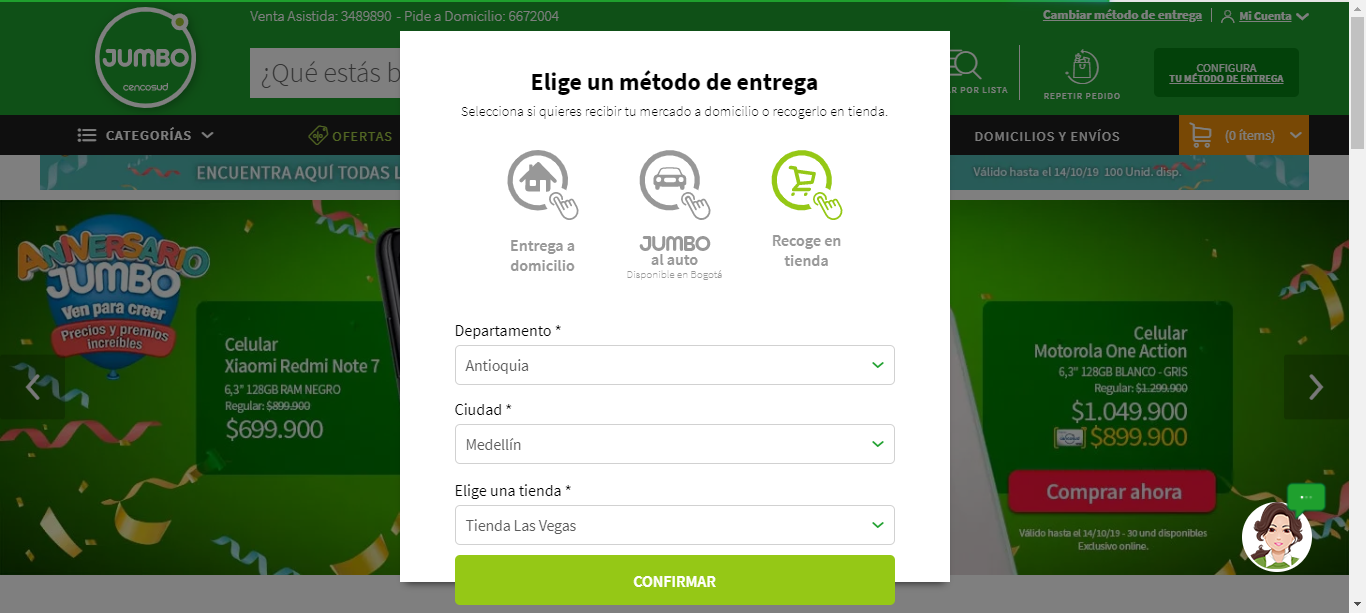 Venta Asistida: 3489890 - Pide a Domicilio: 6672004
Cambiar método de entrega
Mi Cuenta
JUMBO
cencosud
¿Qué estás b
R POR LISTA
REPETIR PEDIDO
CONFIGURA
TU MÉTODO DE ENTREGA
CATEGORÍAS
OFERTAS
DOMICILIOS Y ENVÍOS
(0 ítems)
ENCUENTRA AQUÍ TODAS L
Válido hasta el 14/10/19 100 Unid. disp.
Elige un método de entrega
Selecciona si quieres recibir tu mercado a domicilio o recogerlo en tienda.
Entrega a
domicilio
JUMBO
al auto
Disponible en Bogotá
Recoge en
tienda
Departamento *
Antioquia
Ciudad *
Medellín
Elige una tienda *
Tienda Las Vegas
CONFIRMAR
ANIVERSARIO
JUMBO
Ven para creer
Precios y premios
increíbles
Celular
Xiaomi Redmi Note 7
6,3" 128GB RAM NEGRO
Regular: $899.900
$699.900
Celular
Motorola One Action
6,3" 128GB BLANCO - GRIS
Regular: $1.299.900
$1.049.900
$899.900
Comprar ahora
Válido hasta el 14/10/19 - 30 und disponibles
Exclusivo online.